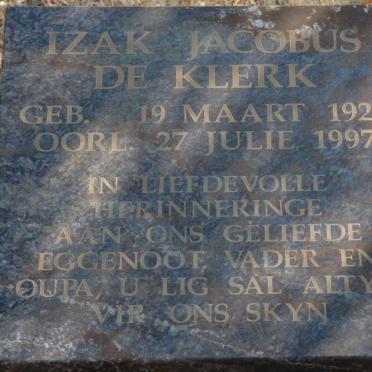 IZAK JACOBUS
DE KLERK
GEB. 19 MAART 192
OORL. 27 JULIE 1997
IN LIEFDEVOLLE
HERINNERINGE
AAN ONS GELIEFDE
EGGENOOT, VADER EN
OUPA, U LIG SAL ALTY
VIR ONS SKYN